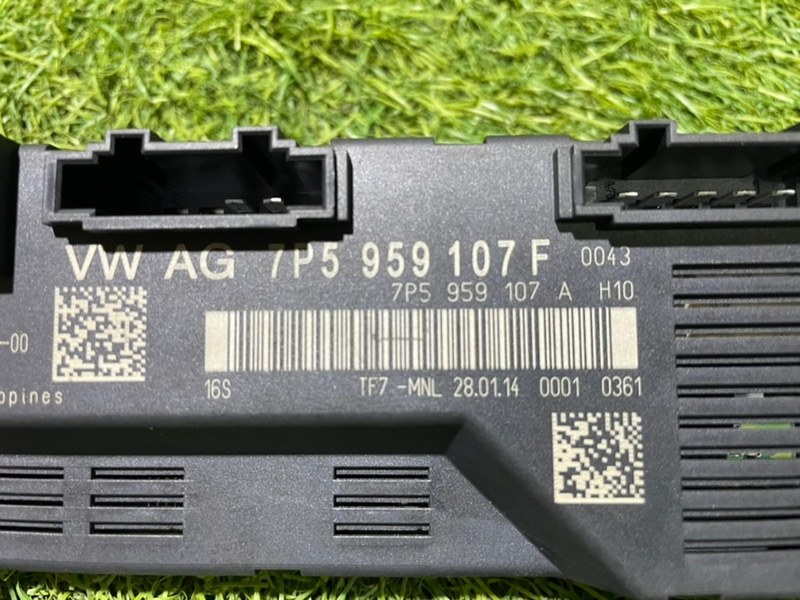 VW AG 7P5 959 107 F 0043
7P5 959 107 A H10
-00
16S TF7 -MNL 28.01.14 0001 0361
ppines